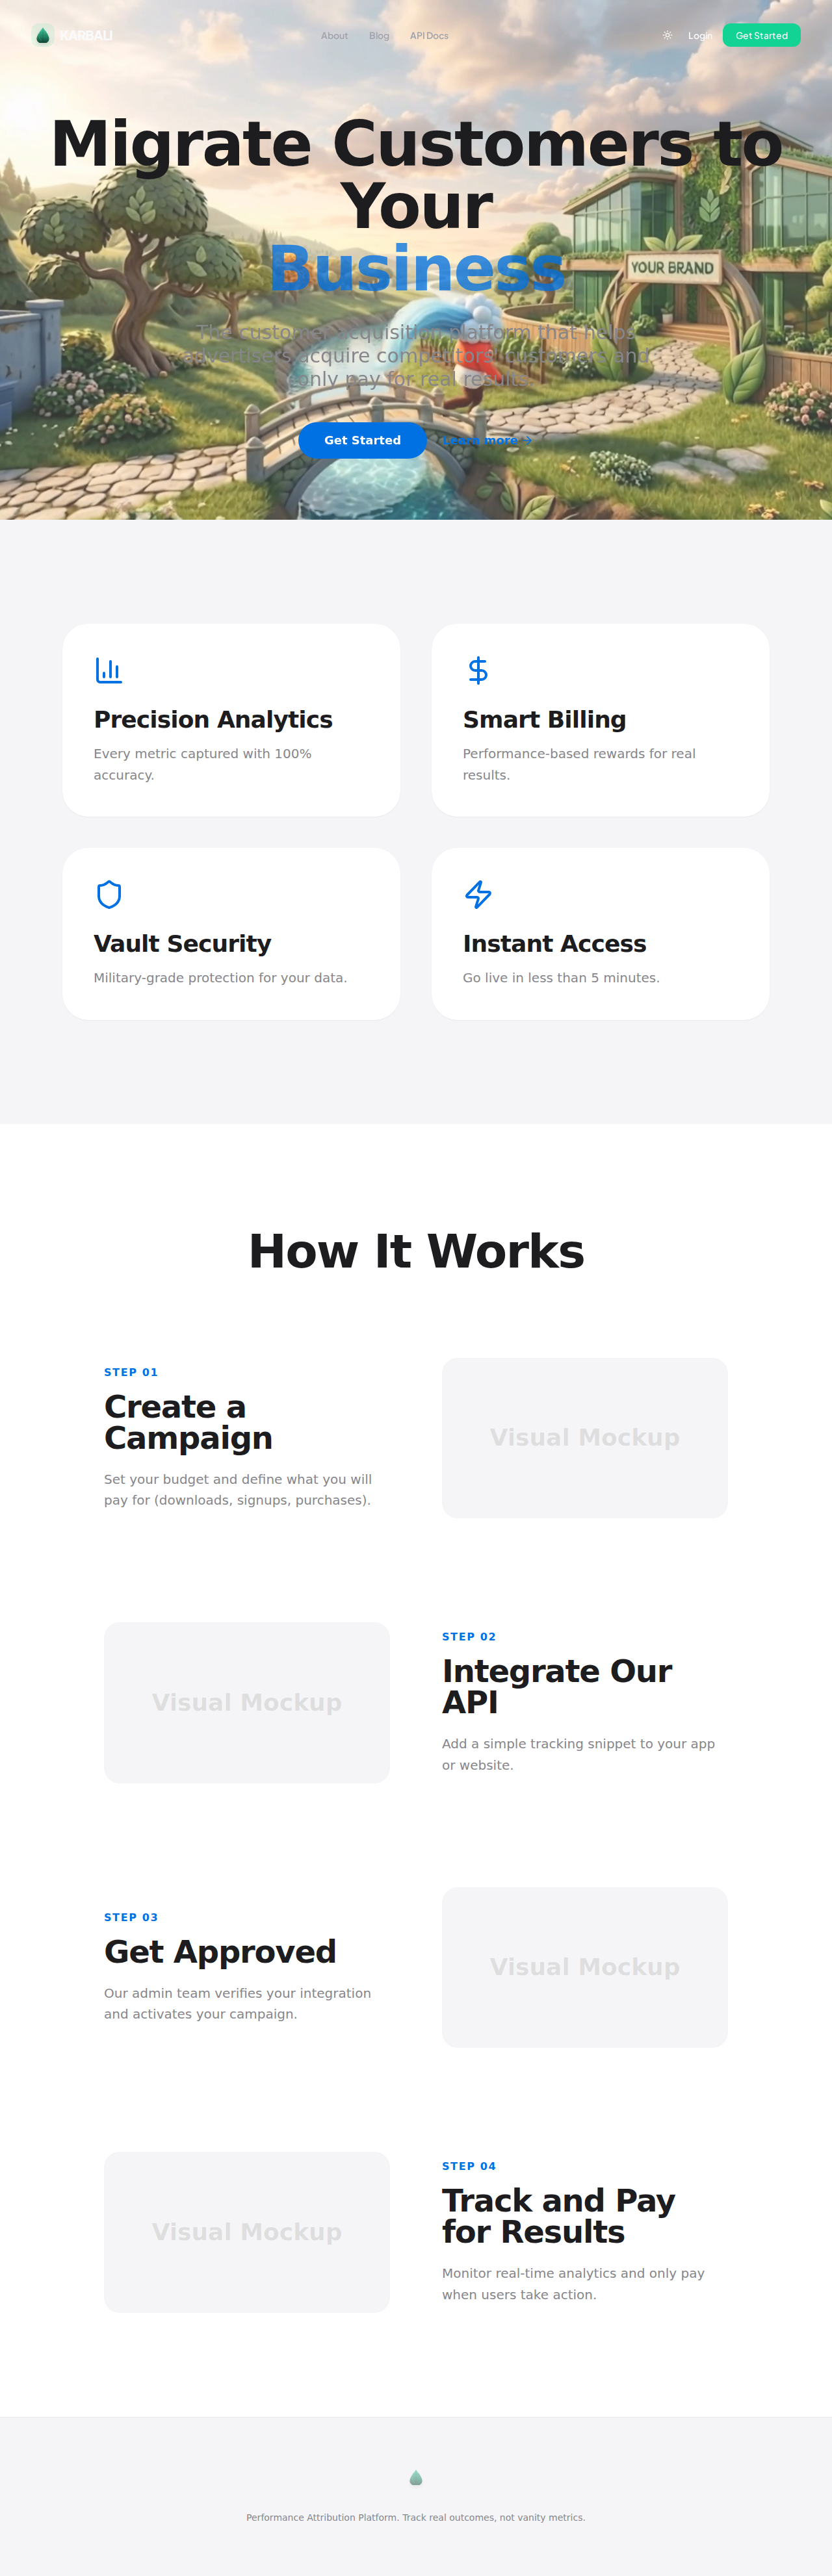 KARBALI
About Blog API Docs
Login Get Started
Migrate Customers to
Your
Business
YOUR BRAND
The customer acquisition platform that helps
advertisers acquire competitors' customers and
only pay for real results.
Get Started Learn more →
Precision Analytics
Every metric captured with 100%
accuracy.
Smart Billing
Performance-based rewards for real
results.
Vault Security
Military-grade protection for your data.
Instant Access
Go live in less than 5 minutes.
How It Works
STEP 01
Create a
Campaign
Set your budget and define what you will
pay for (downloads, signups, purchases).
Visual Mockup
Visual Mockup
STEP 02
Integrate Our
API
Add a simple tracking snippet to your app
or website.
STEP 03
Get Approved
Our admin team verifies your integration
and activates your campaign.
Visual Mockup
Visual Mockup
STEP 04
Track and Pay
for Results
Monitor real-time analytics and only pay
when users take action.
Performance Attribution Platform. Track real outcomes, not vanity metrics.